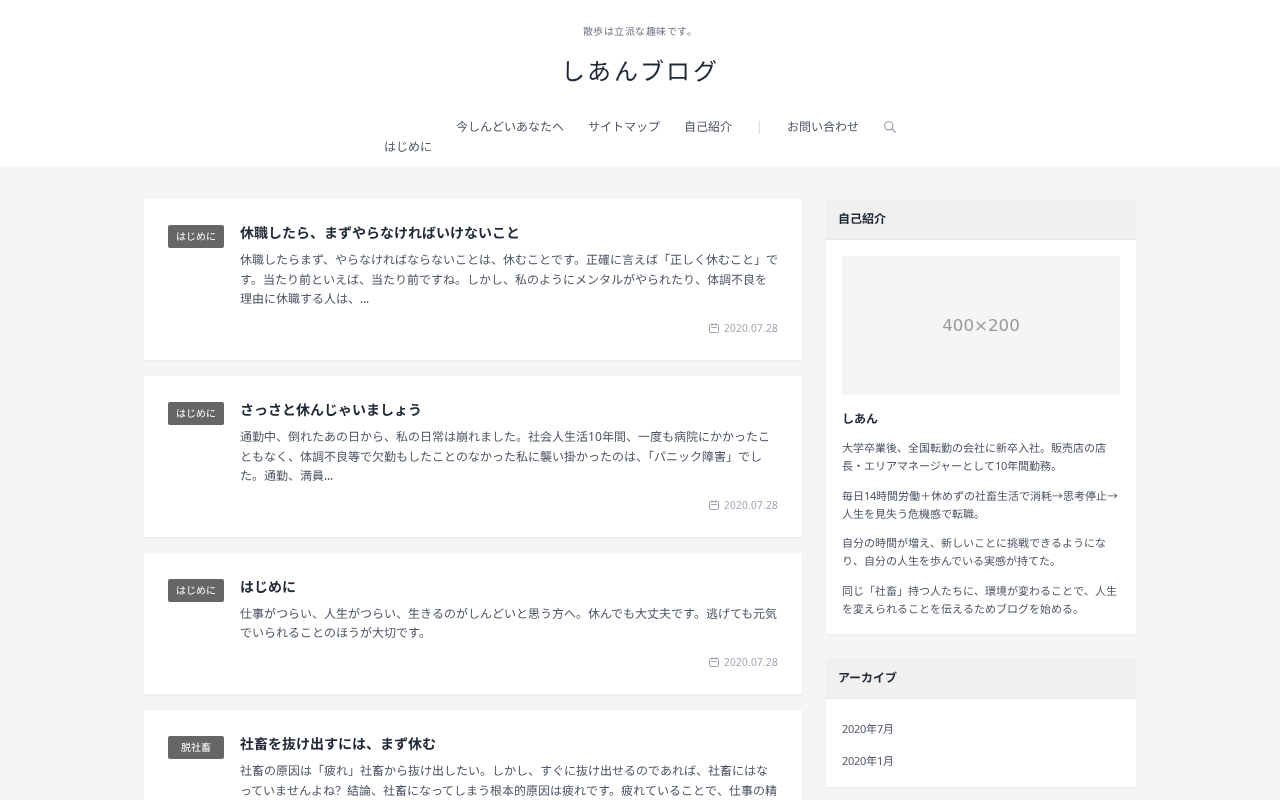 散歩は立派な趣味です。
しあんブログ
今しんどいあなたへ サイトマップ 自己紹介 お問い合わせ
はじめに
はじめに
休職したら、まずやらなければいけないこと
休職したらまず、やらなければならないことは、休むことです。正確に言えば「正しく休むこと」で
す。当たり前といえば、当たり前ですね。しかし、私のようにメンタルがやられたり、体調不良を
理由に休職する人は、...
2020.07.28
はじめに
さっさと休んじゃいましょう
通勤中、倒れたあの日から、私の日常は崩れました。社会人生活10年間、一度も病院にかかったこ
ともなく、体調不良等で欠勤もしたことのなかった私に襲い掛かったのは、「パニック障害」でし
た。通勤、満員...
2020.07.28
はじめに
はじめに
仕事がつらい、人生がつらい、生きるのがしんどいと思う方へ。休んでも大丈夫です。逃げても元気
でいられることのほうが大切です。
2020.07.28
脱社畜
社畜を抜け出すには、まず休む
社畜の原因は「疲れ」社畜から抜け出したい。しかし、すぐに抜け出せるのであれば、社畜にはな
っていませんよね？結論、社畜になってしまう根本的原因は疲れです。疲れていることで、仕事の精
自己紹介
400×200
しあん
大学卒業後、全国転勤の会社に新卒入社。販売店の店
長・エリアマネージャーとして10年間勤務。
毎日14時間労働＋休めずの社畜生活で消耗→思考停止→
人生を見失う危機感で転職。
自分の時間が増え、新しいことに挑戦できるようにな
り、自分の人生を歩んでいる実感が持てた。
同じ「社畜」持つ人たちに、環境が変わることで、人生
を変えられることを伝えるためブログを始める。
アーカイブ
2020年7月
2020年1月